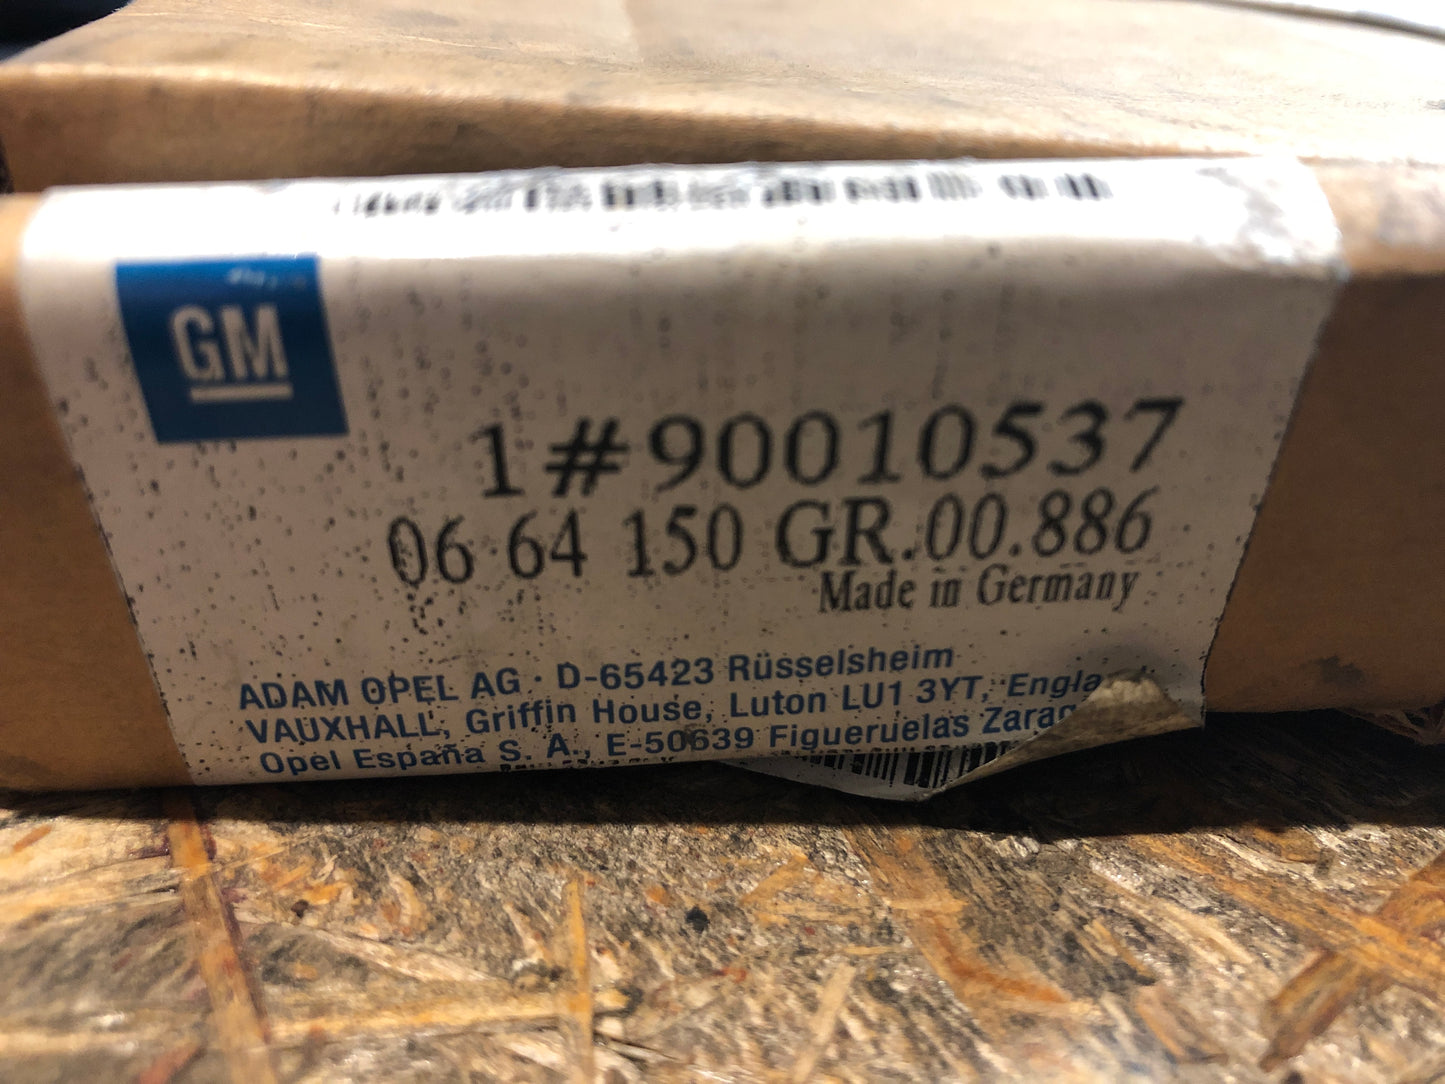 GM
1#90010537
06 64 150 GR.00.886
Made in Germany
ADAM OPEL AG · D-65423 Rüsselsheim
VAUXHALL, Griffin House, Luton LU1 3YT,
Opel España S. A., E-50639 Figueruelas